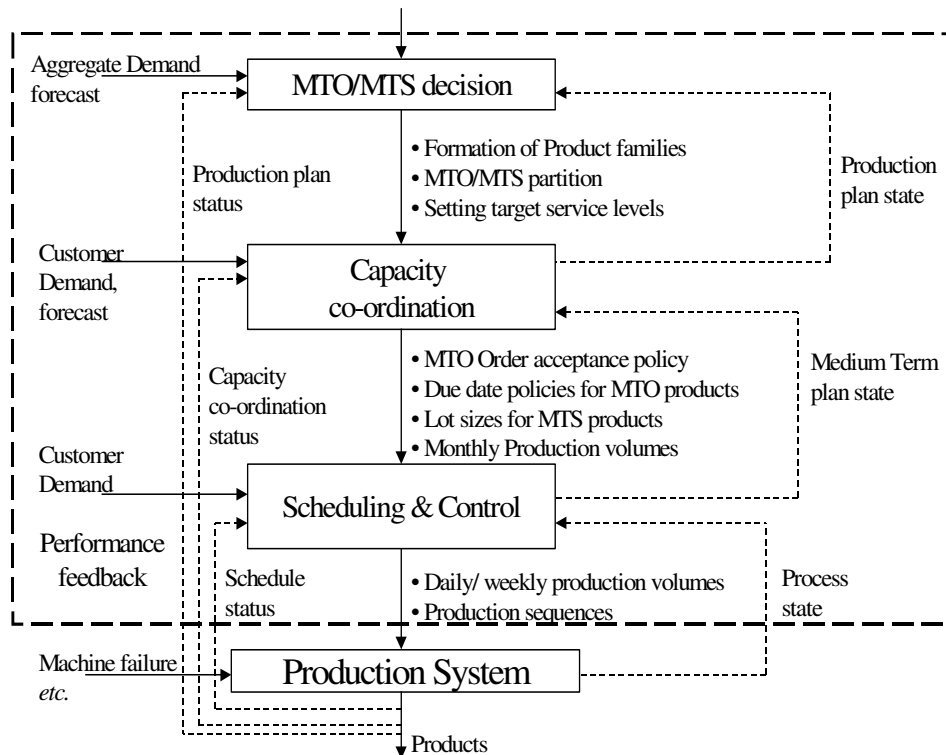 Aggregate Demand
forecast
MTO/MTS decision
• Formation of Product families
• MTO/MTS partition
• Setting target service levels
Production plan
status
Production
plan state
Customer
Demand,
forecast
Capacity
co-ordination
• MTO Order acceptance policy
• Due date policies for MTO products
• Lot sizes for MTS products
• Monthly Production volumes
Capacity
co-ordination
status
Medium Term
plan state
Customer
Demand
Scheduling & Control
Performance
feedback
Schedule
status
• Daily/ weekly production volumes
• Production sequences
Process
state
Machine failure
etc.
Production System
Products